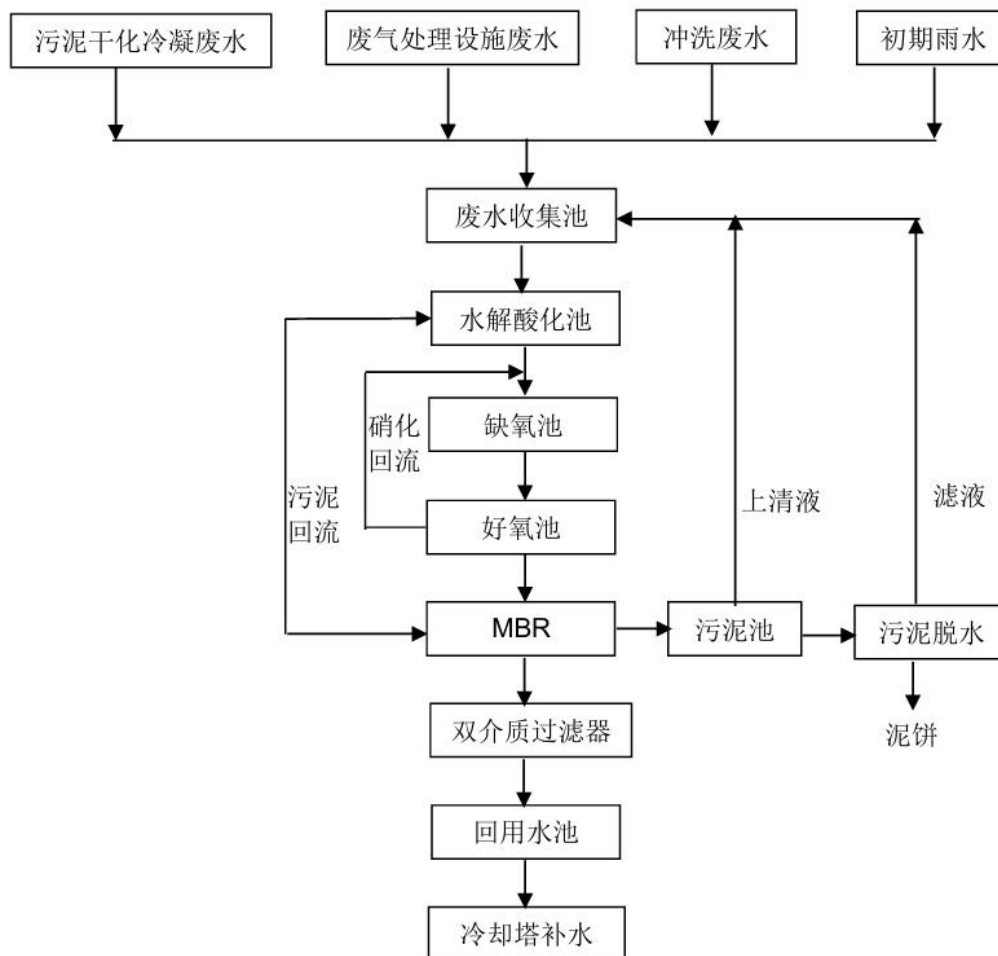 污泥干化冷凝废水
废气处理设施废水
冲洗废水
初期雨水
废水收集池
水解酸化池
硝化
回流
缺氧池
污泥
回流
上清液
滤液
好氧池
MBR
污泥池
污泥脱水
双介质过滤器
泥饼
回用水池
冷却塔补水